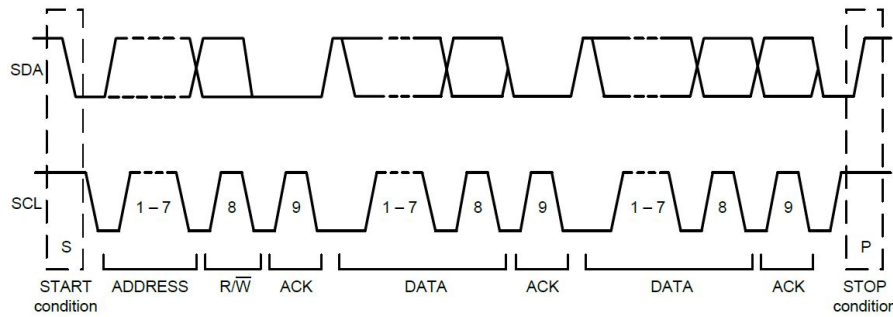 SDA
SCL
1 – 7
8
9
1 – 7
8
9
1 – 7
8
9
S
P
START
condition
ADDRESS
R/W̅
ACK
DATA
ACK
DATA
ACK
STOP
condition